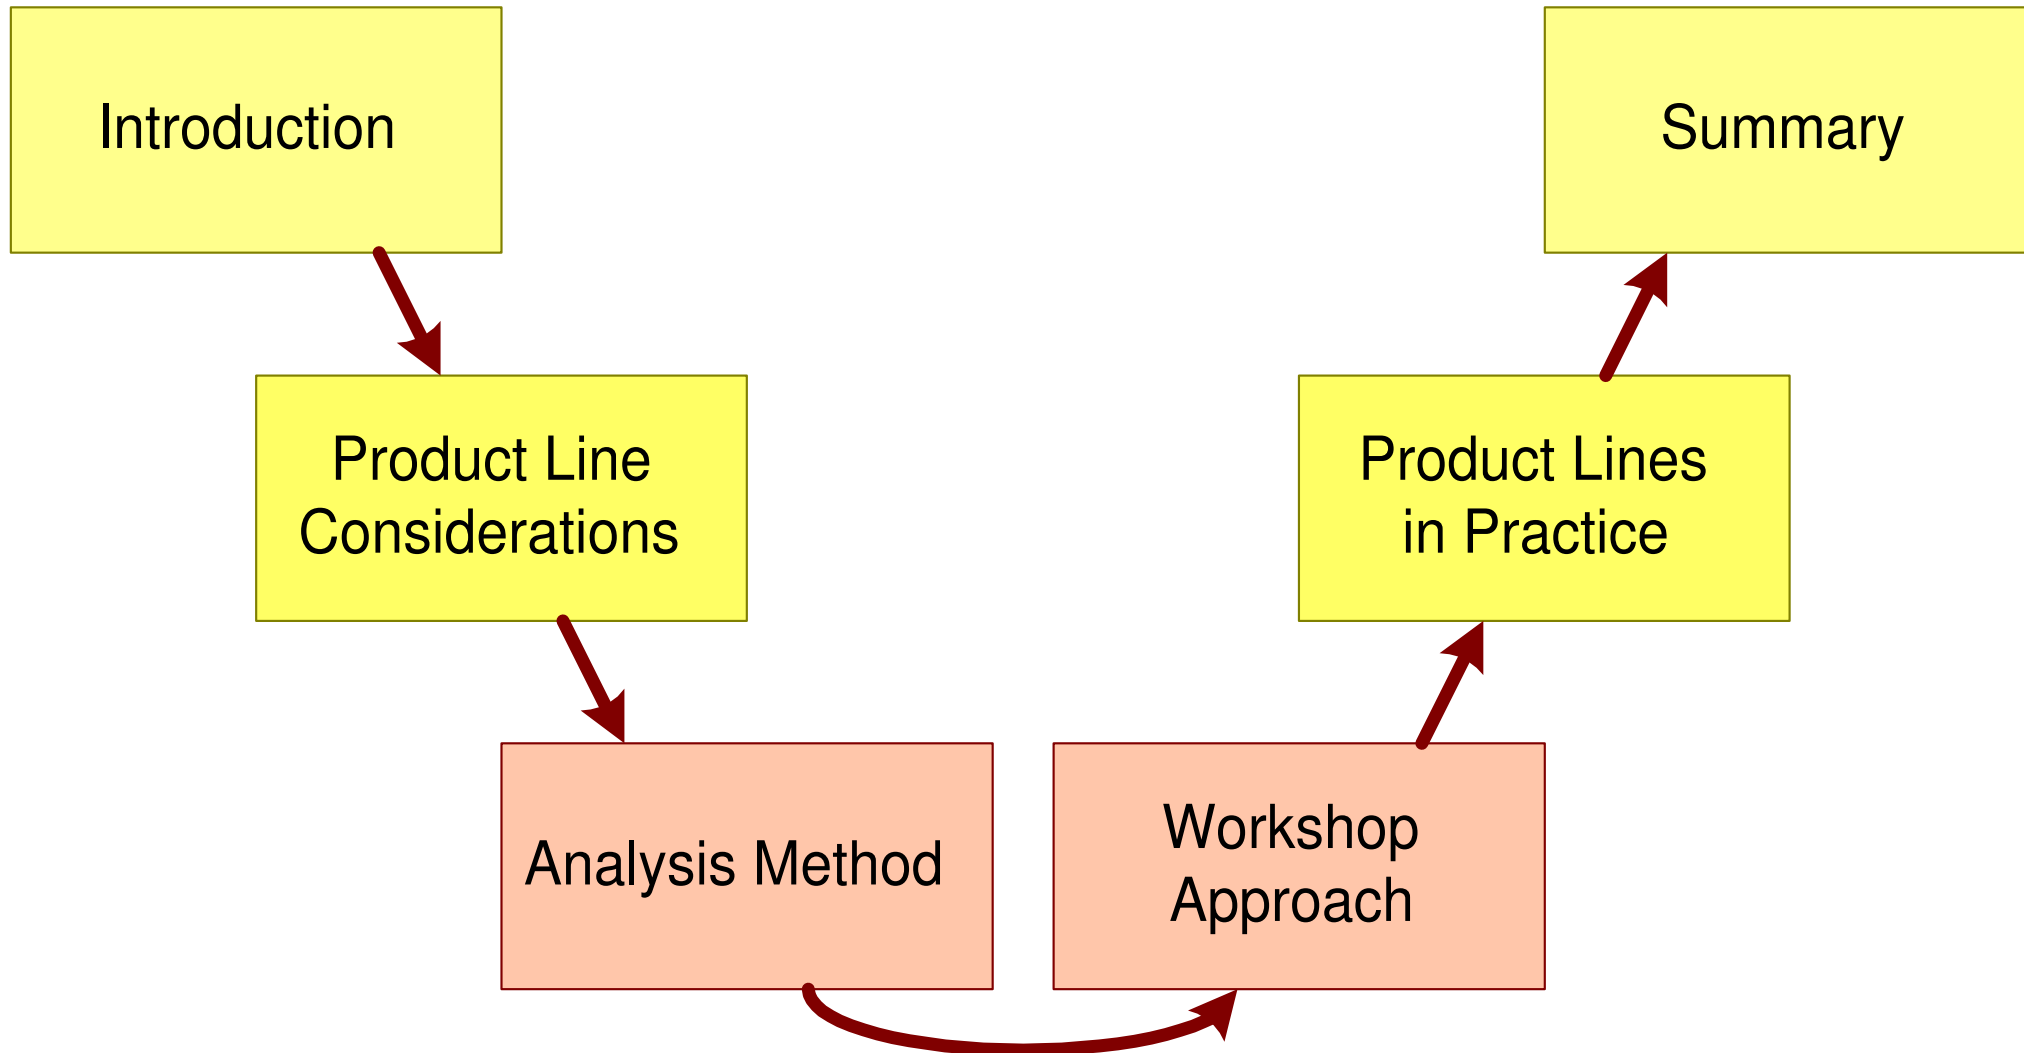 Introduction
Summary
Product Line
Considerations
Product Lines
in Practice
Analysis Method
Workshop
Approach